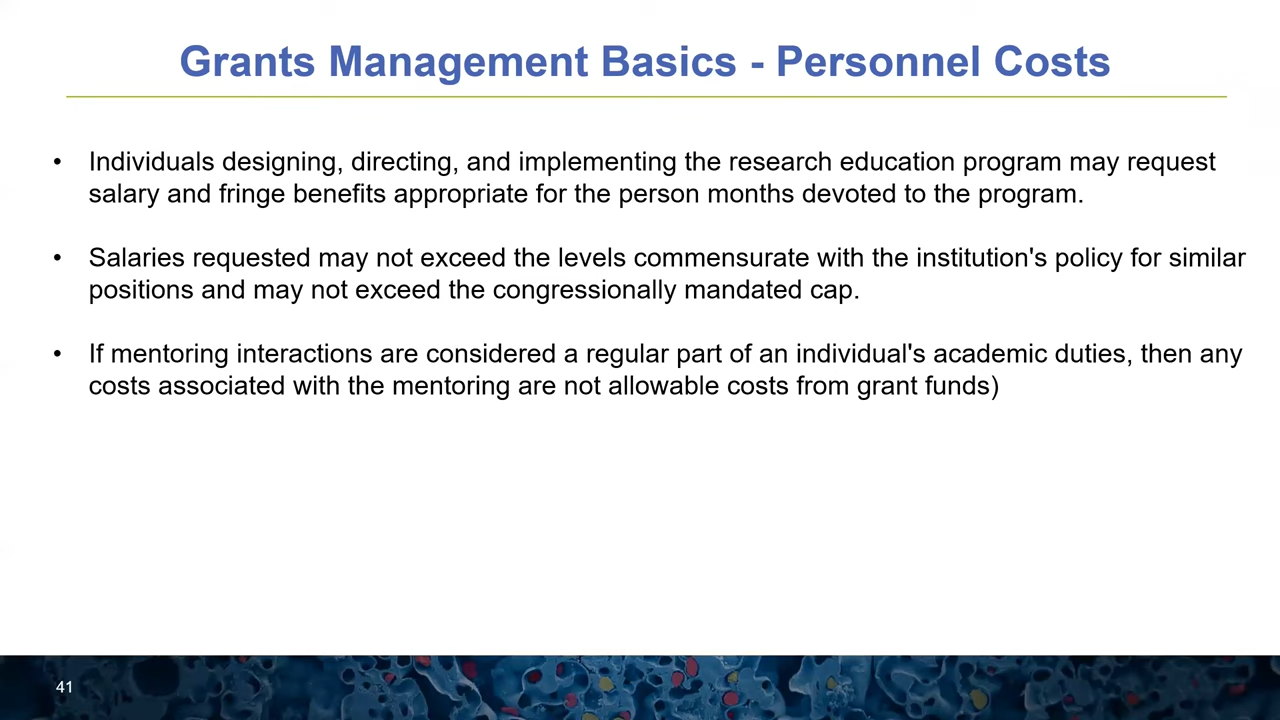 Grants Management Basics - Personnel Costs
• Individuals designing, directing, and implementing the research education program may request
salary and fringe benefits appropriate for the person months devoted to the program.
• Salaries requested may not exceed the levels commensurate with the institution's policy for similar
positions and may not exceed the congressionally mandated cap.
• If mentoring interactions are considered a regular part of an individual's academic duties, then any
costs associated with the mentoring are not allowable costs from grant funds)
41